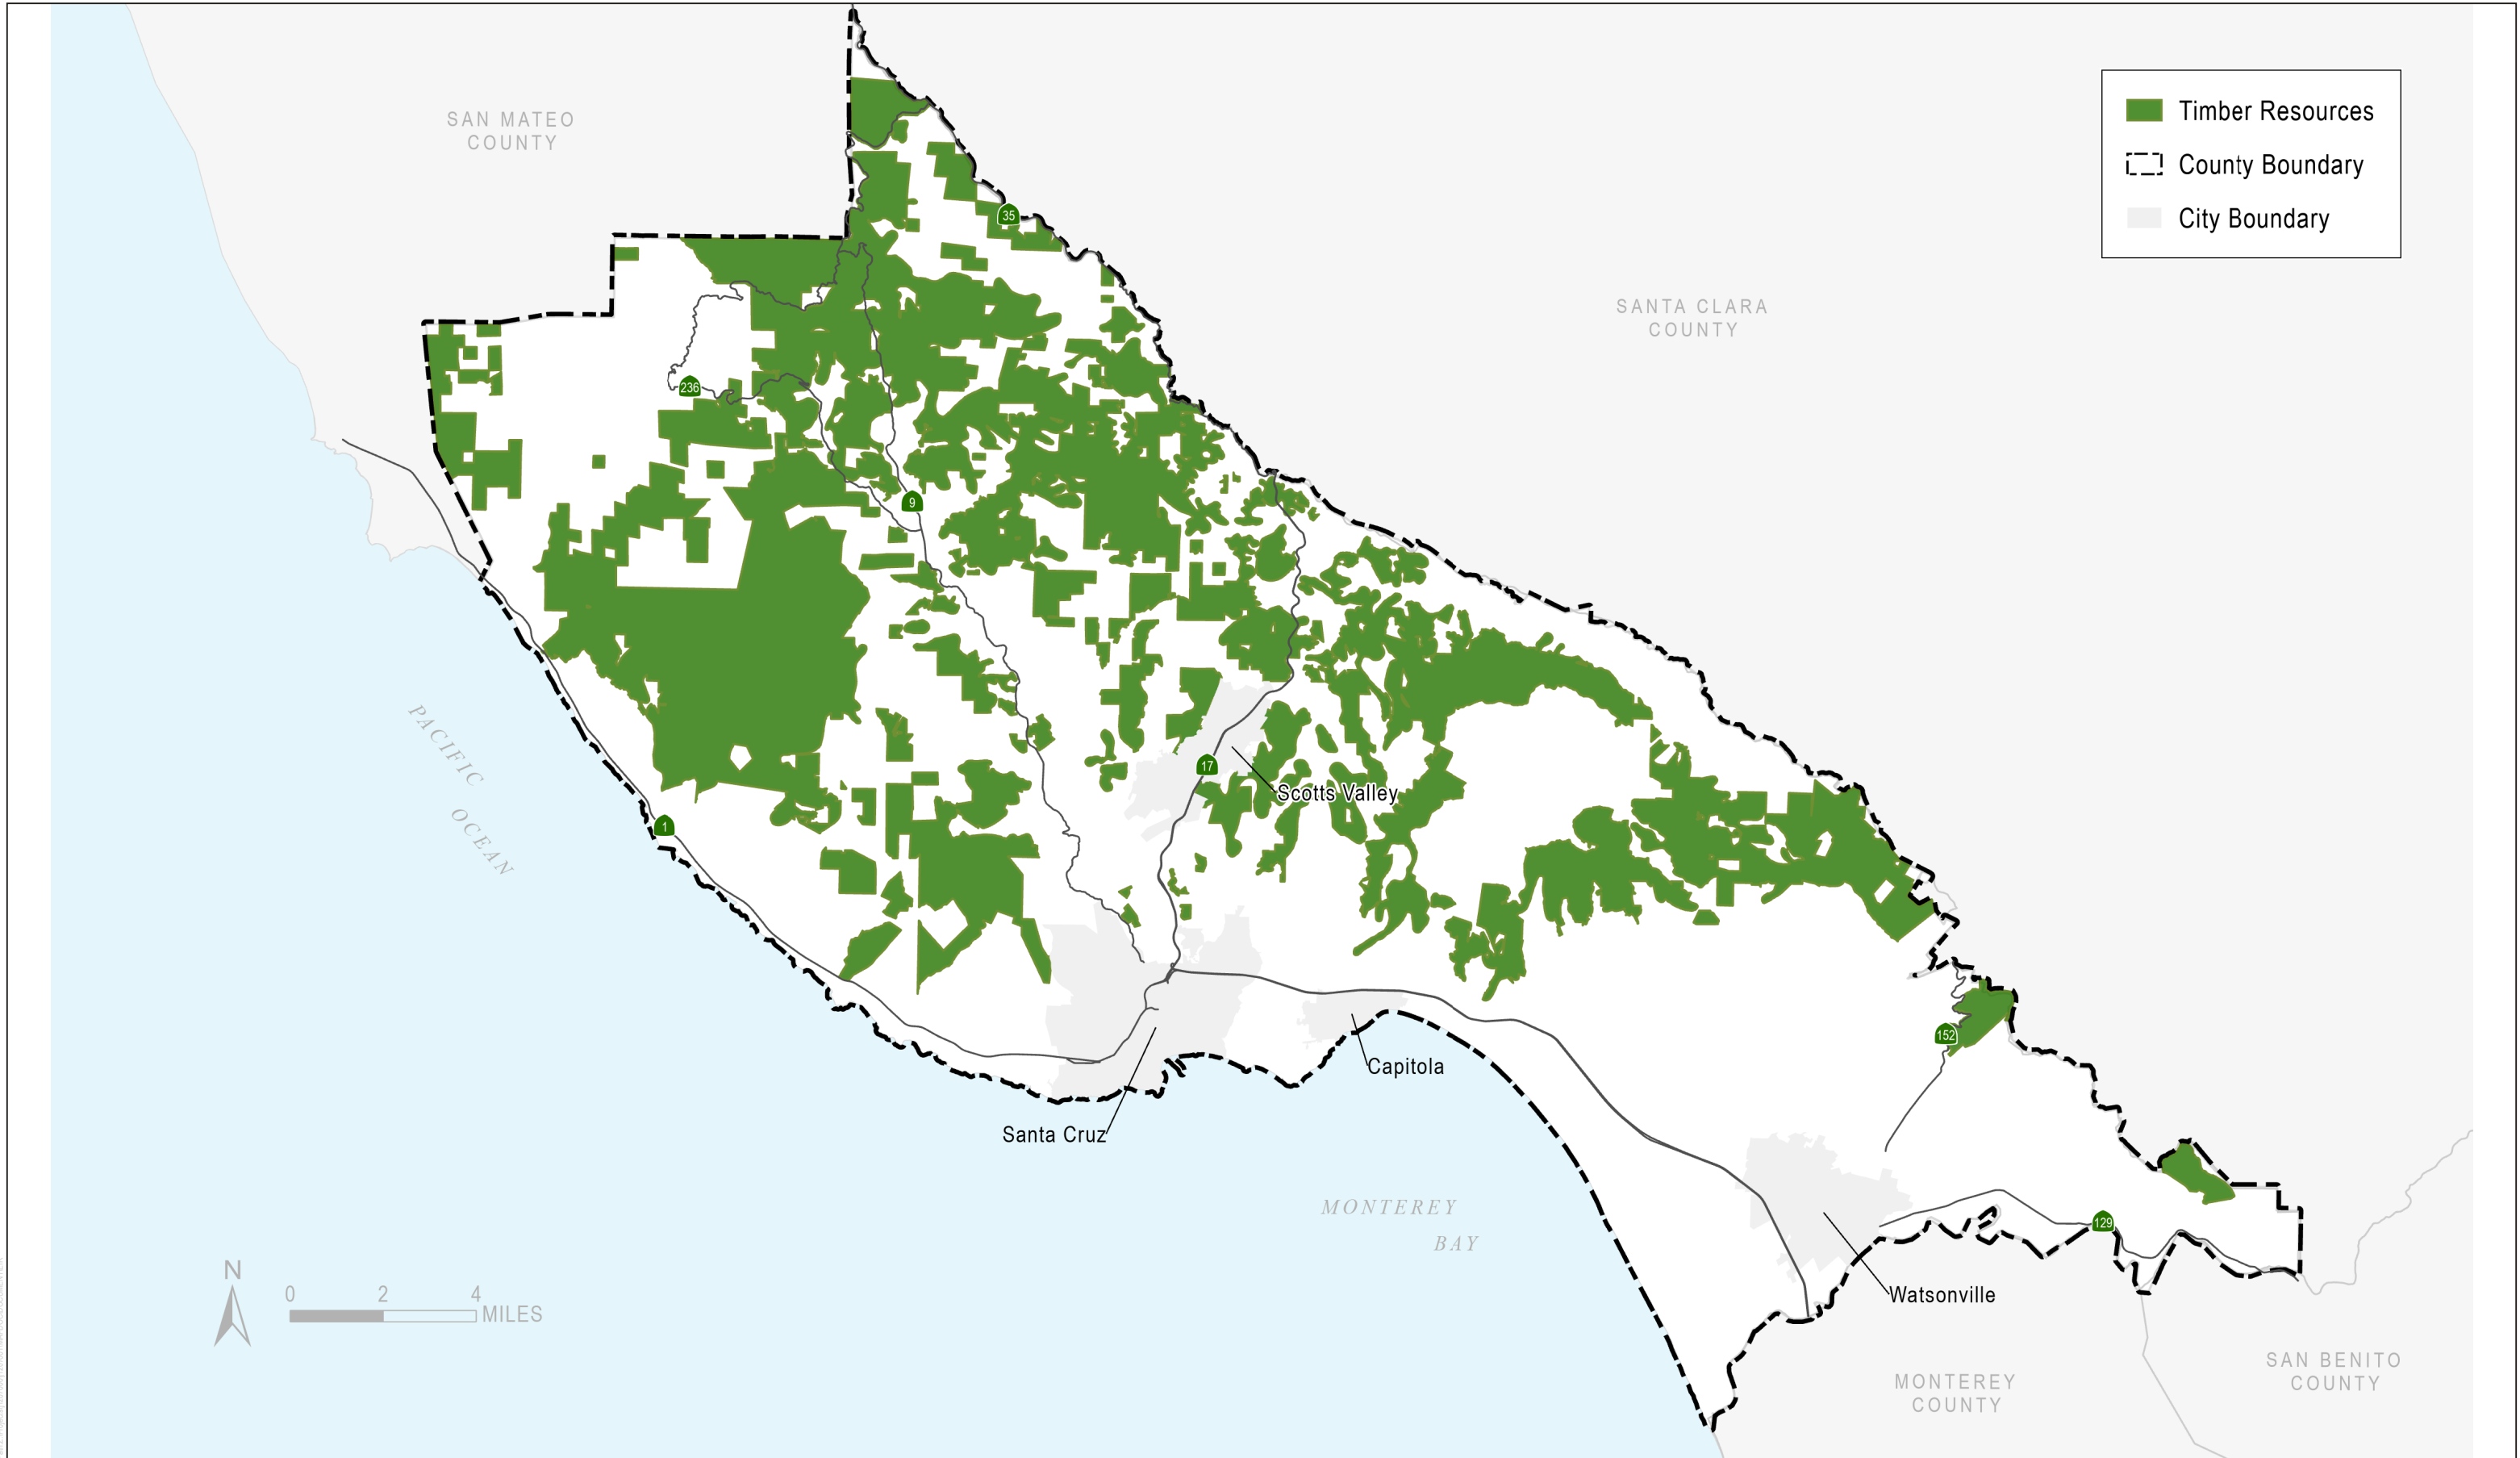 SAN MATEO
COUNTY
Timber Resources
County Boundary
City Boundary
35
SANTA CLARA
COUNTY
236
9
PACIFIC
OCEAN
17
Scotts Valley
1
152
Capitola
Santa Cruz
MONTEREY
BAY
129
Watsonville
N
0 2 4
MILES
MONTEREY
COUNTY
SAN BENITO
COUNTY